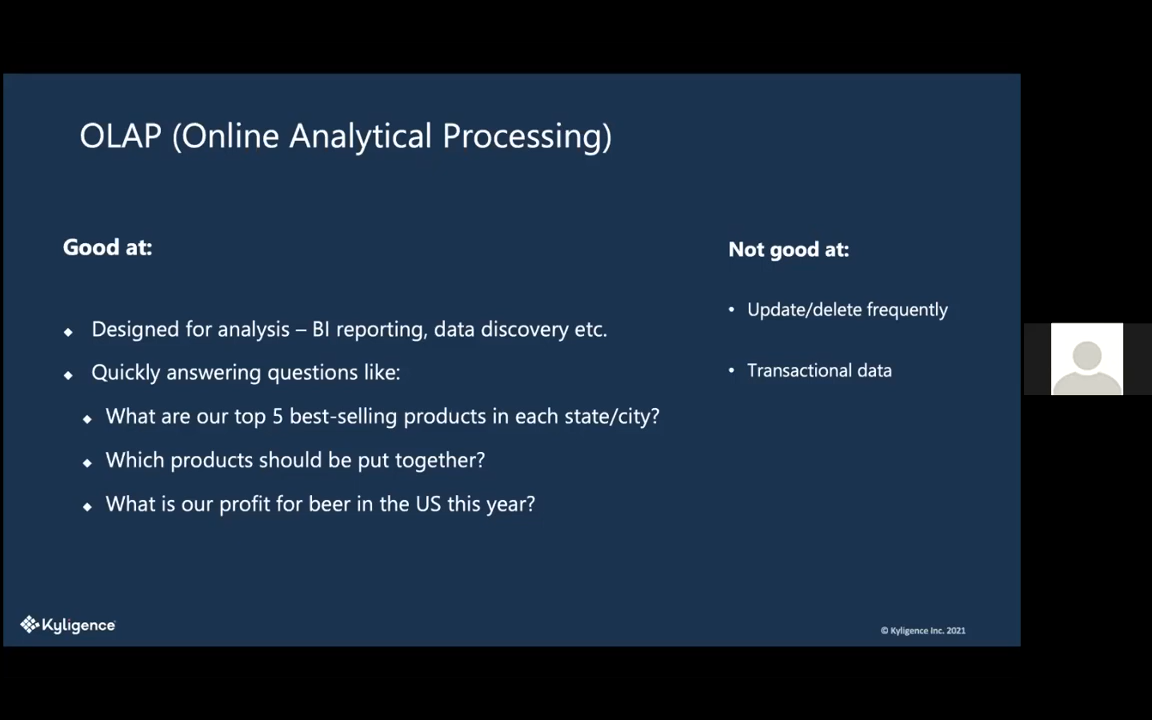 OLAP (Online Analytical Processing)
Good at:
Designed for analysis – BI reporting, data discovery etc.
Quickly answering questions like:
What are our top 5 best-selling products in each state/city?
Which products should be put together?
What is our profit for beer in the US this year?
Not good at:
Update/delete frequently
Transactional data
Kyligence
© Kyligence Inc. 2021